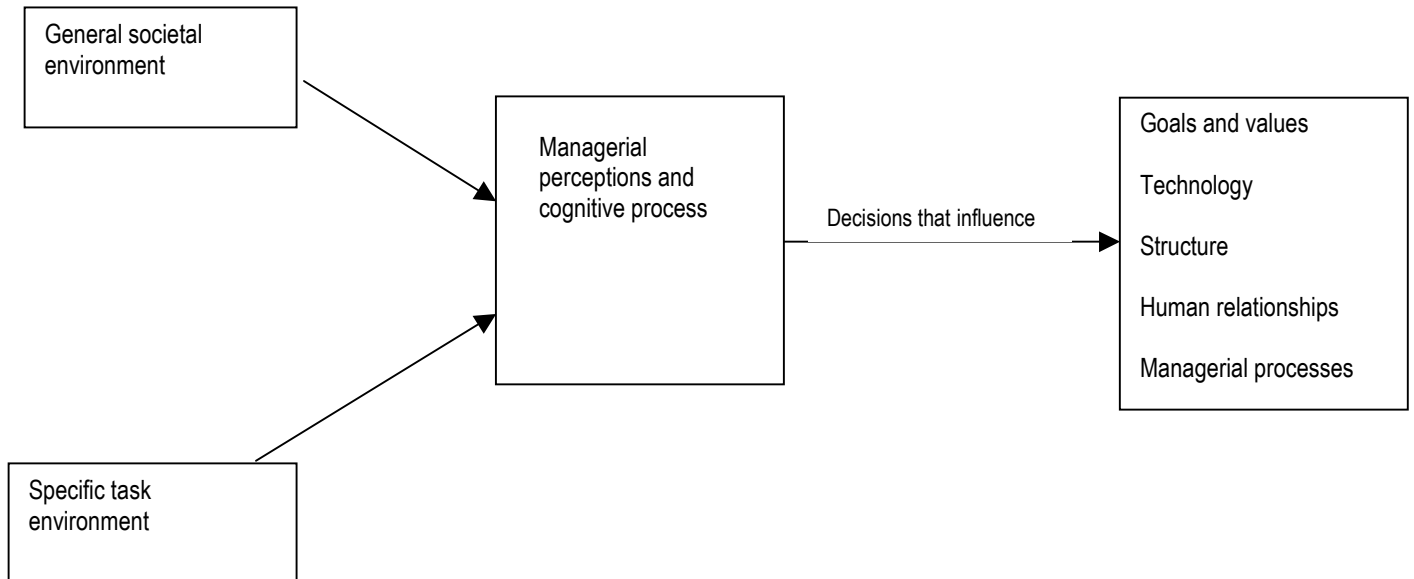 General societal
environment
Managerial
perceptions and
cognitive process
Decisions that influence
Goals and values
Technology
Structure
Human relationships
Managerial processes
Specific task
environment